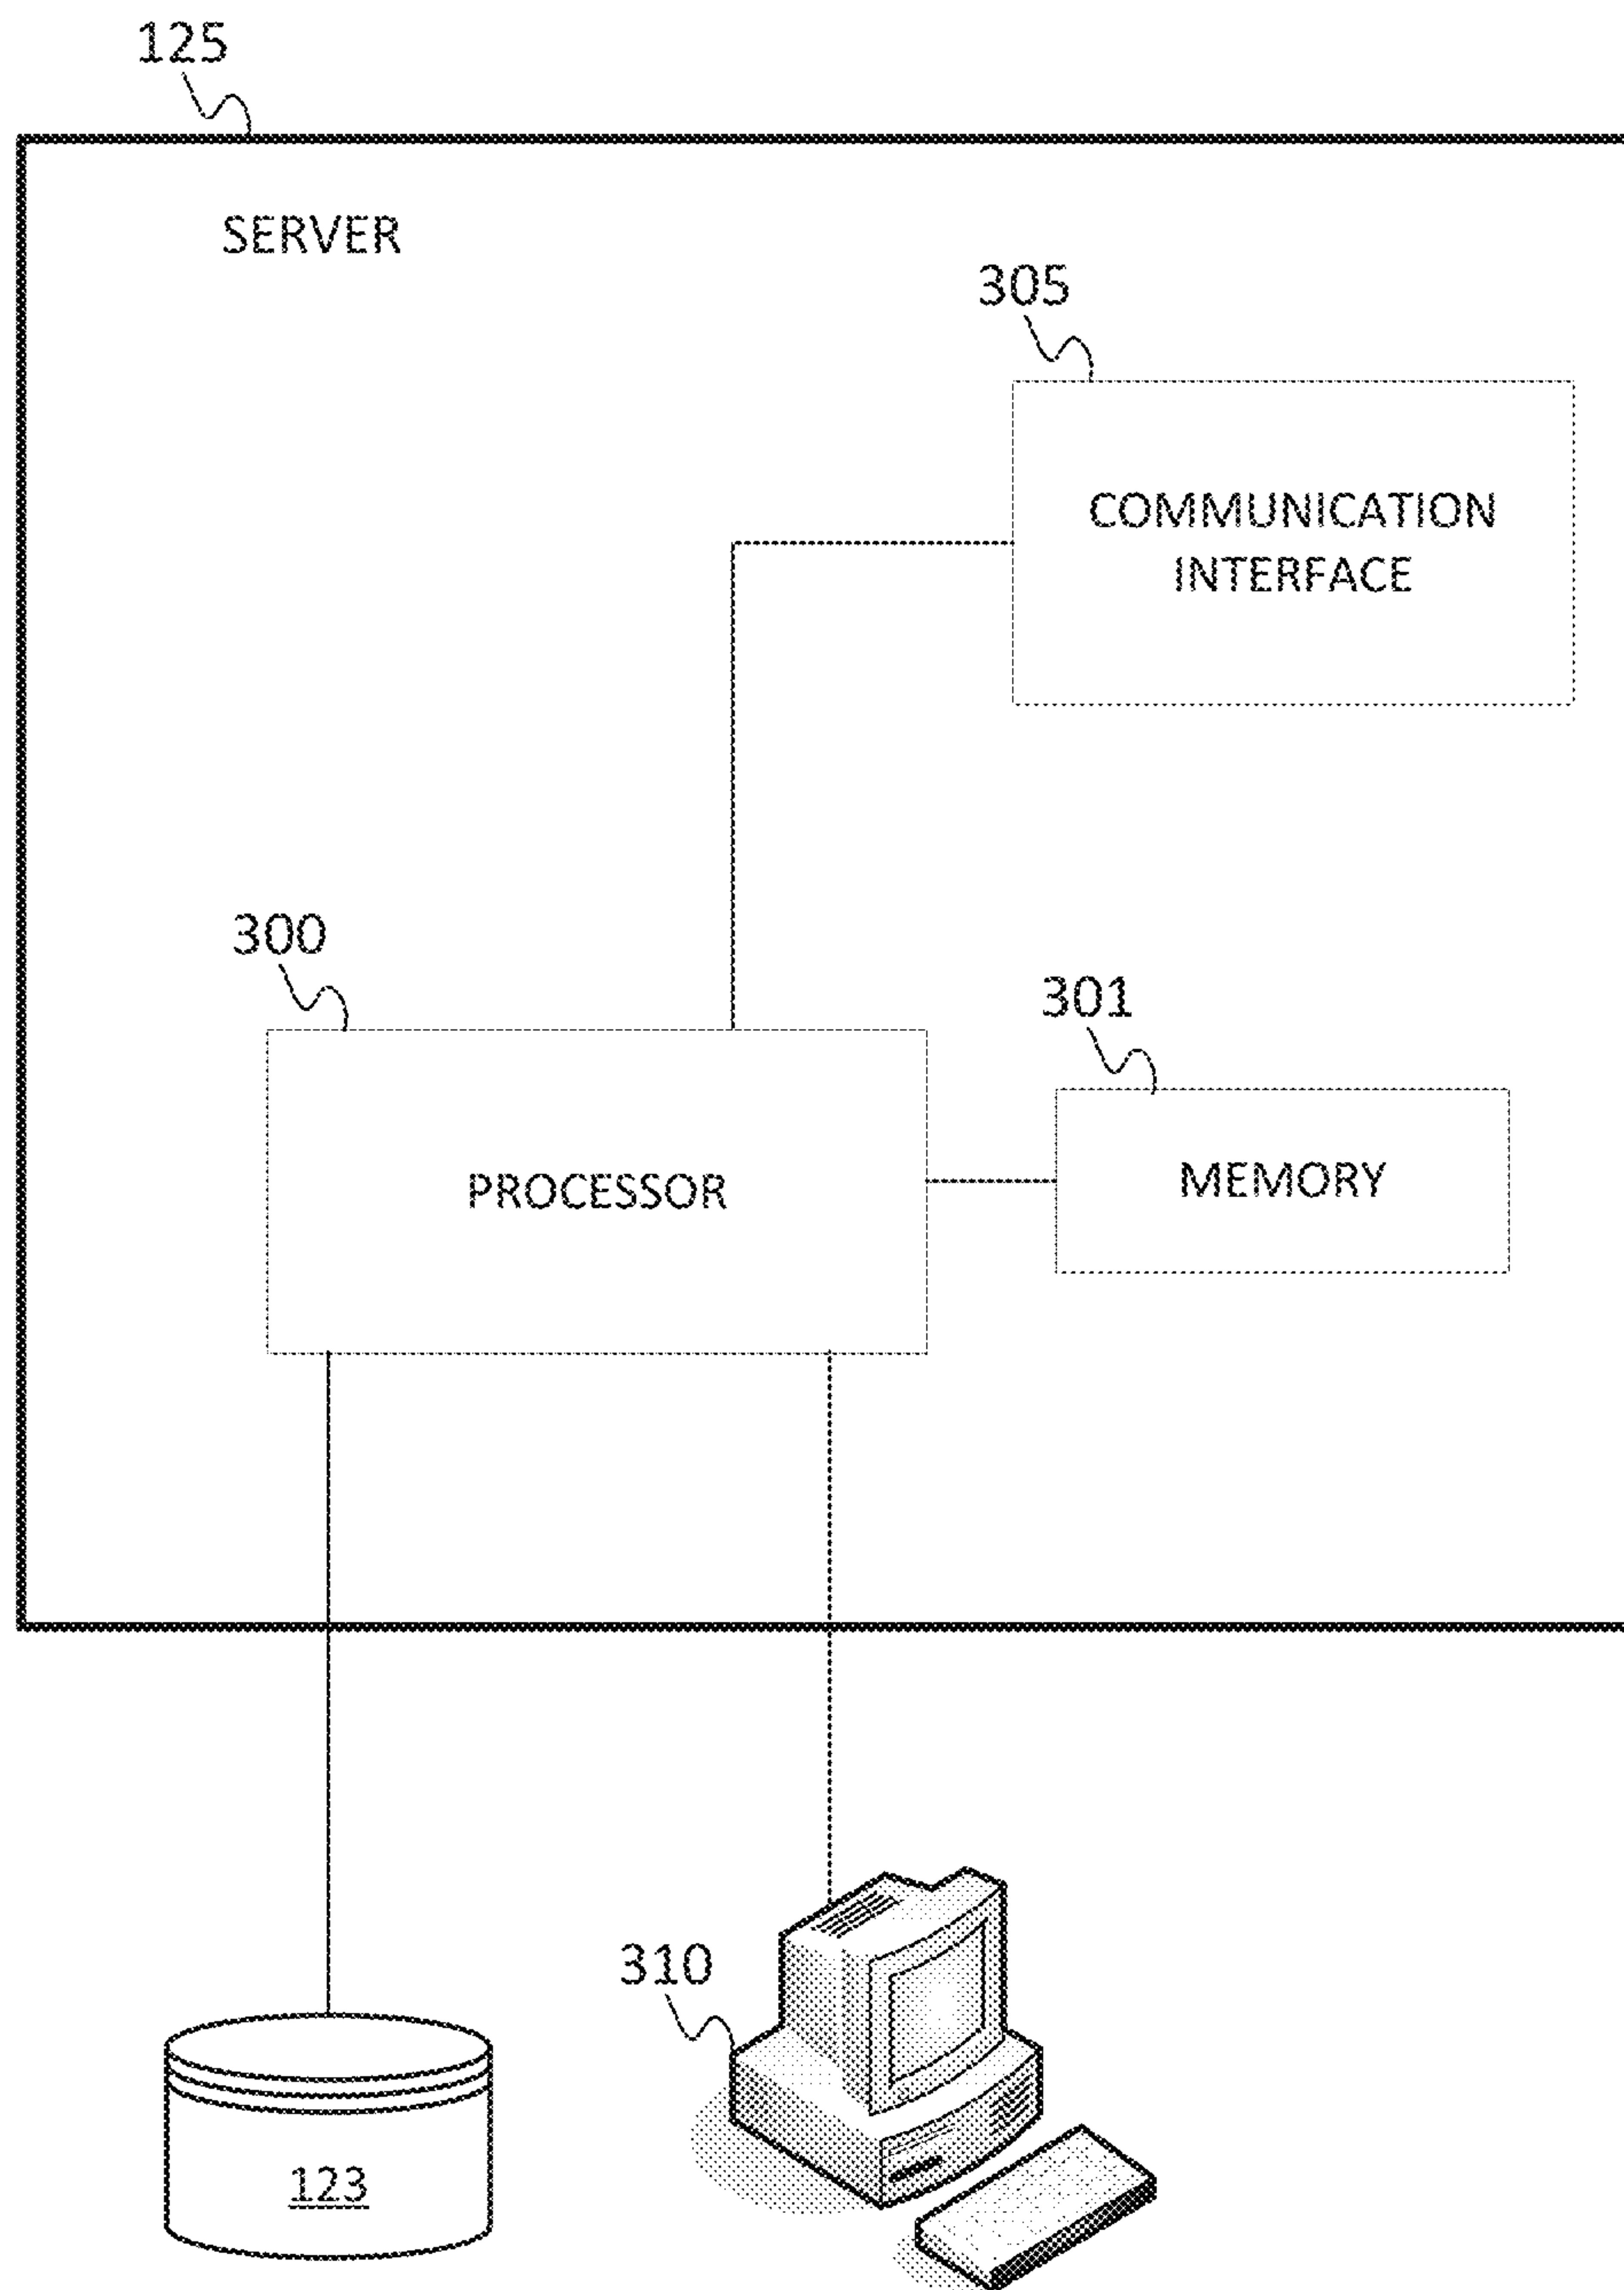 125
SERVER
305
COMMUNICATION
INTERFACE
300
301
PROCESSOR
MEMORY
310
123